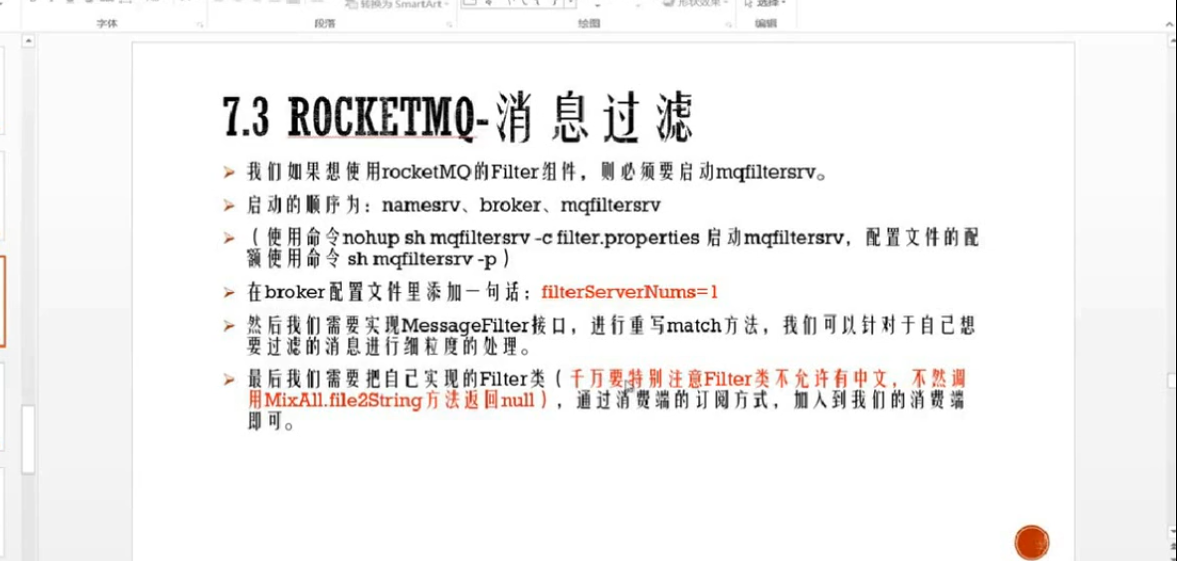 转换为 SmartArt
形状效果
选择
字体
段落
绘图
编辑
7.3 ROCKETMQ-消息过滤
我们如果想使用rocketMQ的Filter组件，则必须要启动mqfiltersrv。
启动的顺序为：namesrv、broker、mqfiltersrv
（使用命令nohup sh mqfiltersrv -c filter.properties 启动mqfiltersrv，配置文件的配
额使用命令 sh mqfiltersrv -p）
在broker配置文件里添加一句话；filterServerNums=1
然后我们需要实现MessageFilter接口，进行重写match方法，我们可以针对于自己想
要过滤的消息进行细粒度的处理。
最后我们需要把自己实现的Filter类（千万要特别注意Filter类不允许有中文，不然调
用MixAll.file2String方法返回null），通过消费端的订阅方式，加入到我们的消费端
即可。